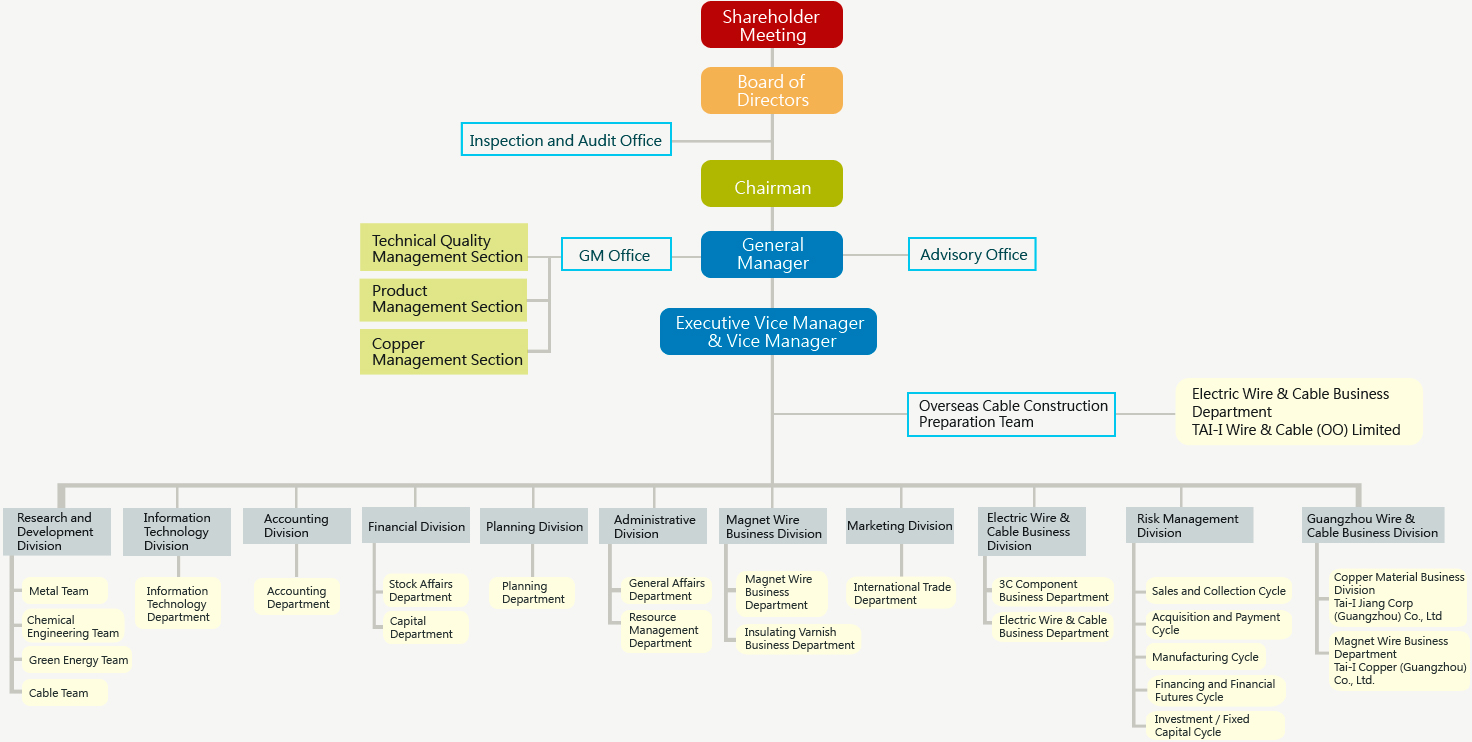 Shareholder
Meeting
Board of
Directors
Inspection and Audit Office
Chairman
Technical Quality
Management Section
GM Office
General
Manager
Advisory Office
Product
Management Section
Executive Vice Manager
& Vice Manager
Copper
Management Section
Overseas Cable Construction
Preparation Team
Electric Wire & Cable Business
Department
TAI-I Wire & Cable (OO) Limited
Research and
Development
Division
Information
Technology
Division
Accounting
Division
Financial Division
Planning Division
Administrative
Division
Magnet Wire
Business Division
Marketing Division
Electric Wire &
Cable Business
Division
Risk Management
Division
Guangzhou Wire &
Cable Business Division
Metal Team
Chemical
Engineering Team
Green Energy Team
Cable Team
Information
Technology
Department
Accounting
Department
Stock Affairs
Department
Capital
Department
Planning
Department
General Affairs
Department
Resource
Management
Department
Magnet Wire
Business
Department
Insulating Varnish
Business Department
International Trade
Department
3C Component
Business Department
Electric Wire & Cable
Business Department
Sales and Collection Cycle
Acquisition and Payment
Cycle
Manufacturing Cycle
Financing and Financial
Futures Cycle
Investment / Fixed
Capital Cycle
Copper Material Business
Division
Tai-I Jiang Corp
(Guangzhou) Co., Ltd
Magnet Wire Business
Department
Tai-I Copper (Guangzhou)
Co., Ltd.